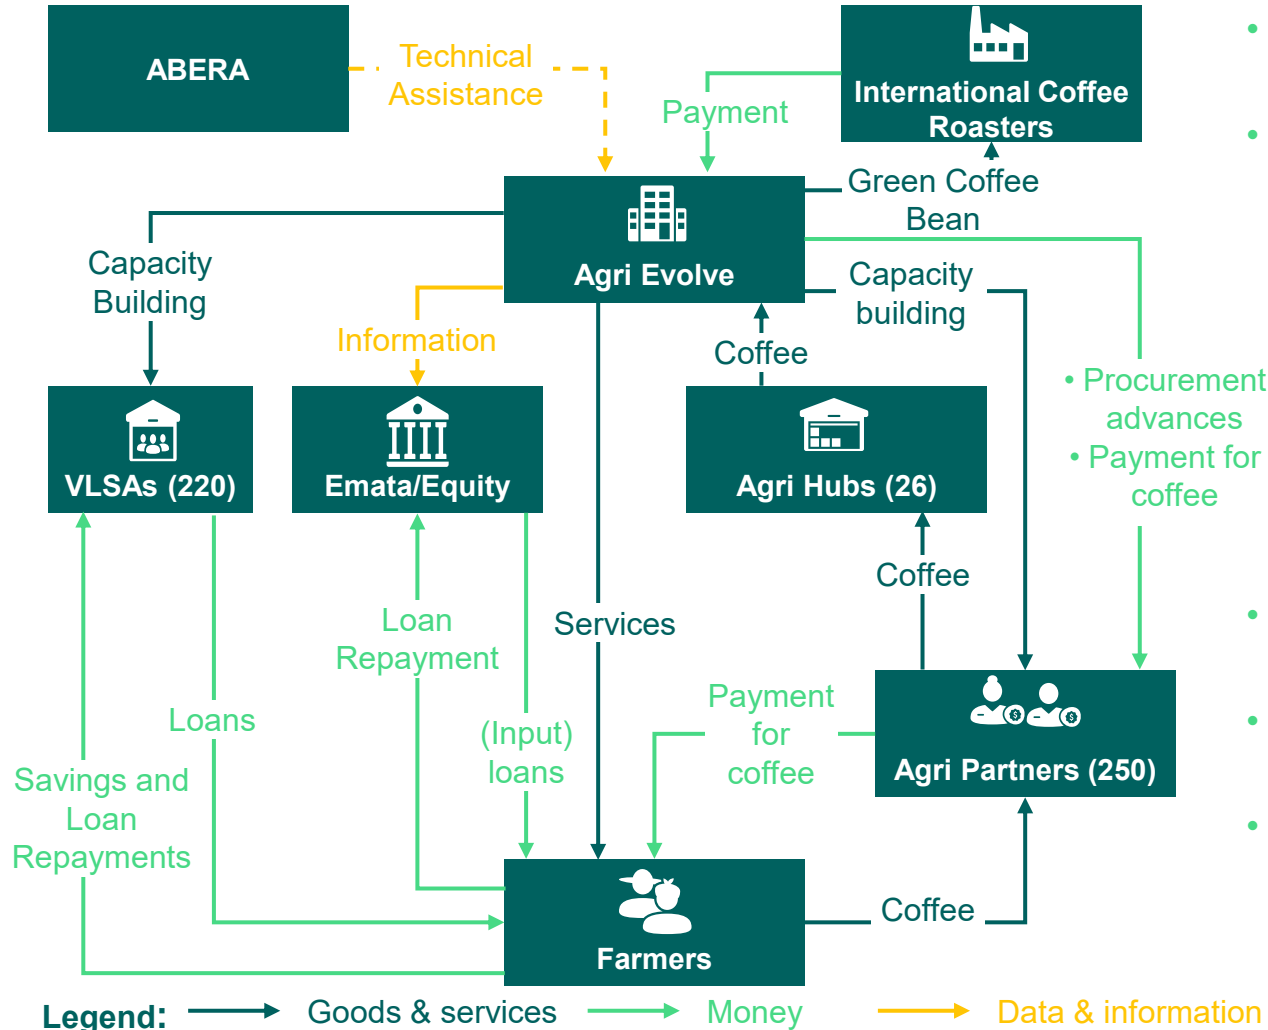 ABERA
Technical
Assistance
Payment
International Coffee
Roasters
Green Coffee
Bean
Agri Evolve
Capacity
Building
Information
Coffee
Capacity
building
• Procurement
advances
• Payment for
coffee
VLSAs (220)
Emata/Equity
Agri Hubs (26)
Coffee
Services
Loan
Repayment
Loans
(Input)
loans
Payment
for
coffee
Agri Partners (250)
Savings and
Loan
Repayments
Coffee
Farmers
Legend:
Goods & services
Money
Data & information